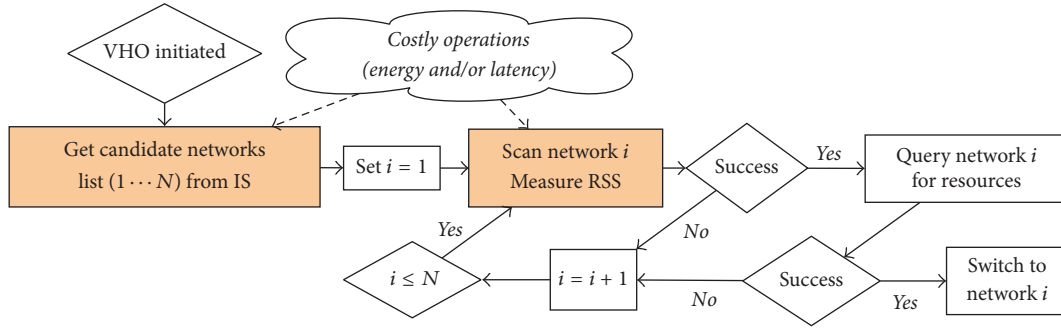 VHO initiated
Costly operations
(energy and/or latency)
Get candidate networks
list (1 ⋯ N) from IS
Set i = 1
Scan network i
Measure RSS
Success
Yes
Query network i
for resources
Yes
No
i ≤ N
i = i + 1
No
Success
Yes
Switch to
network i